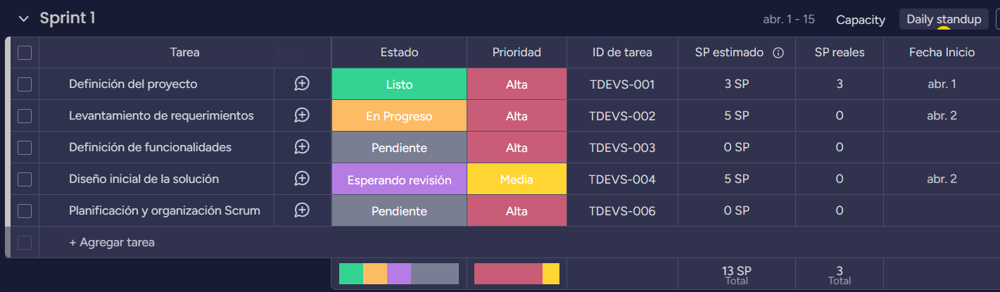 Sprint 1 abr. 1 - 15 Capacity Daily standup
Tarea Resp Estado Prioridad ID de tarea SP estimado SP reales Fecha Inicio
Definición del proyecto Listo Alta TDEVS-001 3 SP 3 abr. 1
Levantamiento de requerimientos En Progreso Alta TDEVS-002 5 SP 0 abr. 2
Definición de funcionalidades Pendiente Alta TDEVS-003 0 SP 0
Diseño inicial de la solución Esperando revisión Media TDEVS-004 5 SP 0 abr. 2
Planificación y organización Scrum Pendiente Alta TDEVS-006 0 SP 0
+ Agregar tarea
13 SP 3
Total Total